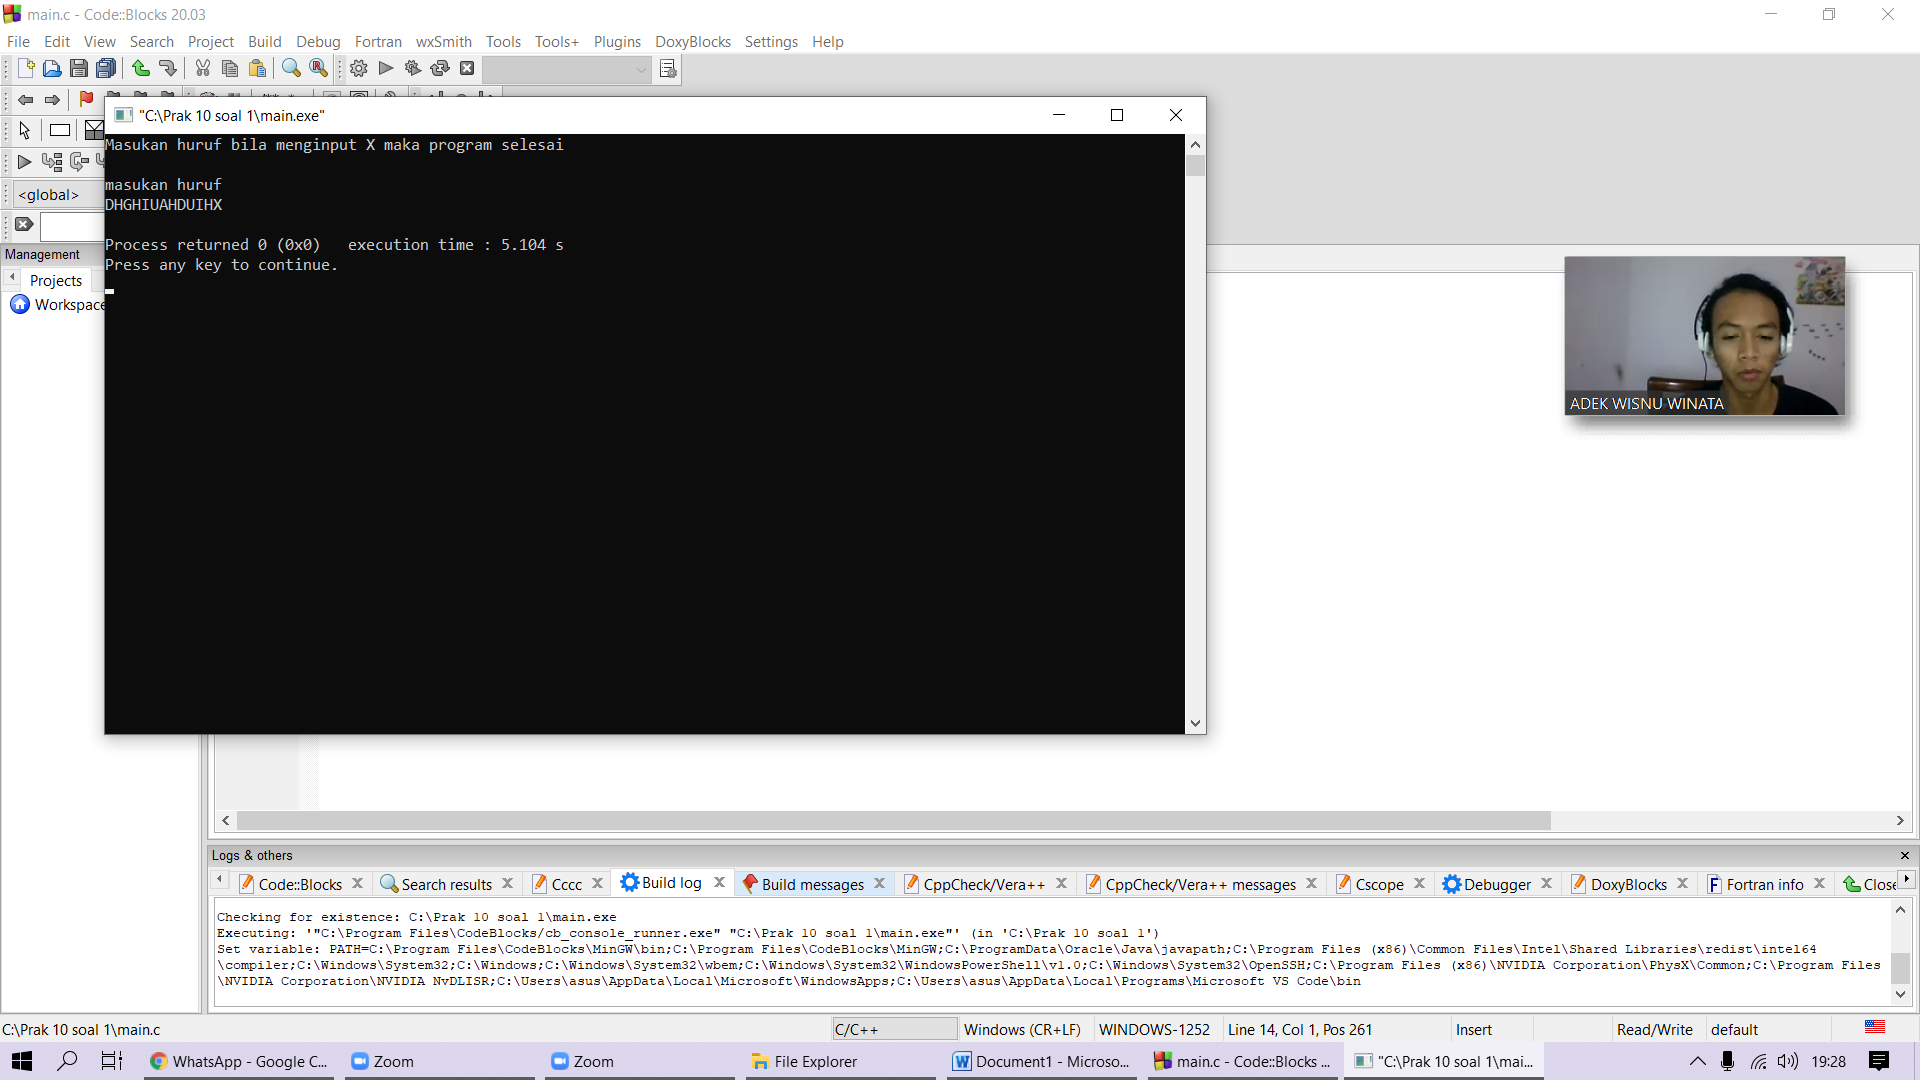 main.c - Code::Blocks 20.03
File Edit View Search Project Build Debug Fortran wxSmith Tools Tools+ Plugins DoxyBlocks Settings Help
"C:\Prak 10 soal 1\main.exe"
Masukan huruf bila menginput X maka program selesai
masukan huruf
DHGHIUAHDUIHX
Process returned 0 (0x0)   execution time : 5.104 s
Press any key to continue.
<global>
Management
Projects
Workspace
ADEK WISNU WINATA
Logs & others
Code::Blocks Search results Cccc Build log Build messages CppCheck/Vera++ CppCheck/Vera++ messages Cscope Debugger DoxyBlocks Fortran info Close
Checking for existence: C:\Prak 10 soal 1\main.exe
Executing: '"C:\Program Files\CodeBlocks/cb_console_runner.exe" "C:\Prak 10 soal 1\main.exe"' (in 'C:\Prak 10 soal 1')
Set variable: PATH=C:\Program Files\CodeBlocks\MinGW\bin;C:\Program Files\CodeBlocks\MinGW;C:\ProgramData\Oracle\Java\javapath;C:\Program Files (x86)\Common Files\Intel\Shared Libraries\redist\intel64
\compiler;C:\Windows\System32;C:\Windows;C:\Windows\System32\wbem;C:\Windows\System32\WindowsPowerShell\v1.0;C:\Windows\System32\OpenSSH;C:\Program Files (x86)\NVIDIA Corporation\PhysX\Common;C:\Program Files
\NVIDIA Corporation\NVIDIA NvDLISR;C:\Users\asus\AppData\Local\Microsoft\WindowsApps;C:\Users\asus\AppData\Local\Programs\Microsoft VS Code\bin
C:\Prak 10 soal 1\main.c C/C++ Windows (CR+LF) WINDOWS-1252 Line 14, Col 1, Pos 261 Insert Read/Write default
WhatsApp - Google C... Zoom Zoom File Explorer Document1 - Microso... main.c - Code::Blocks ... "C:\Prak 10 soal 1\mai... 19:28